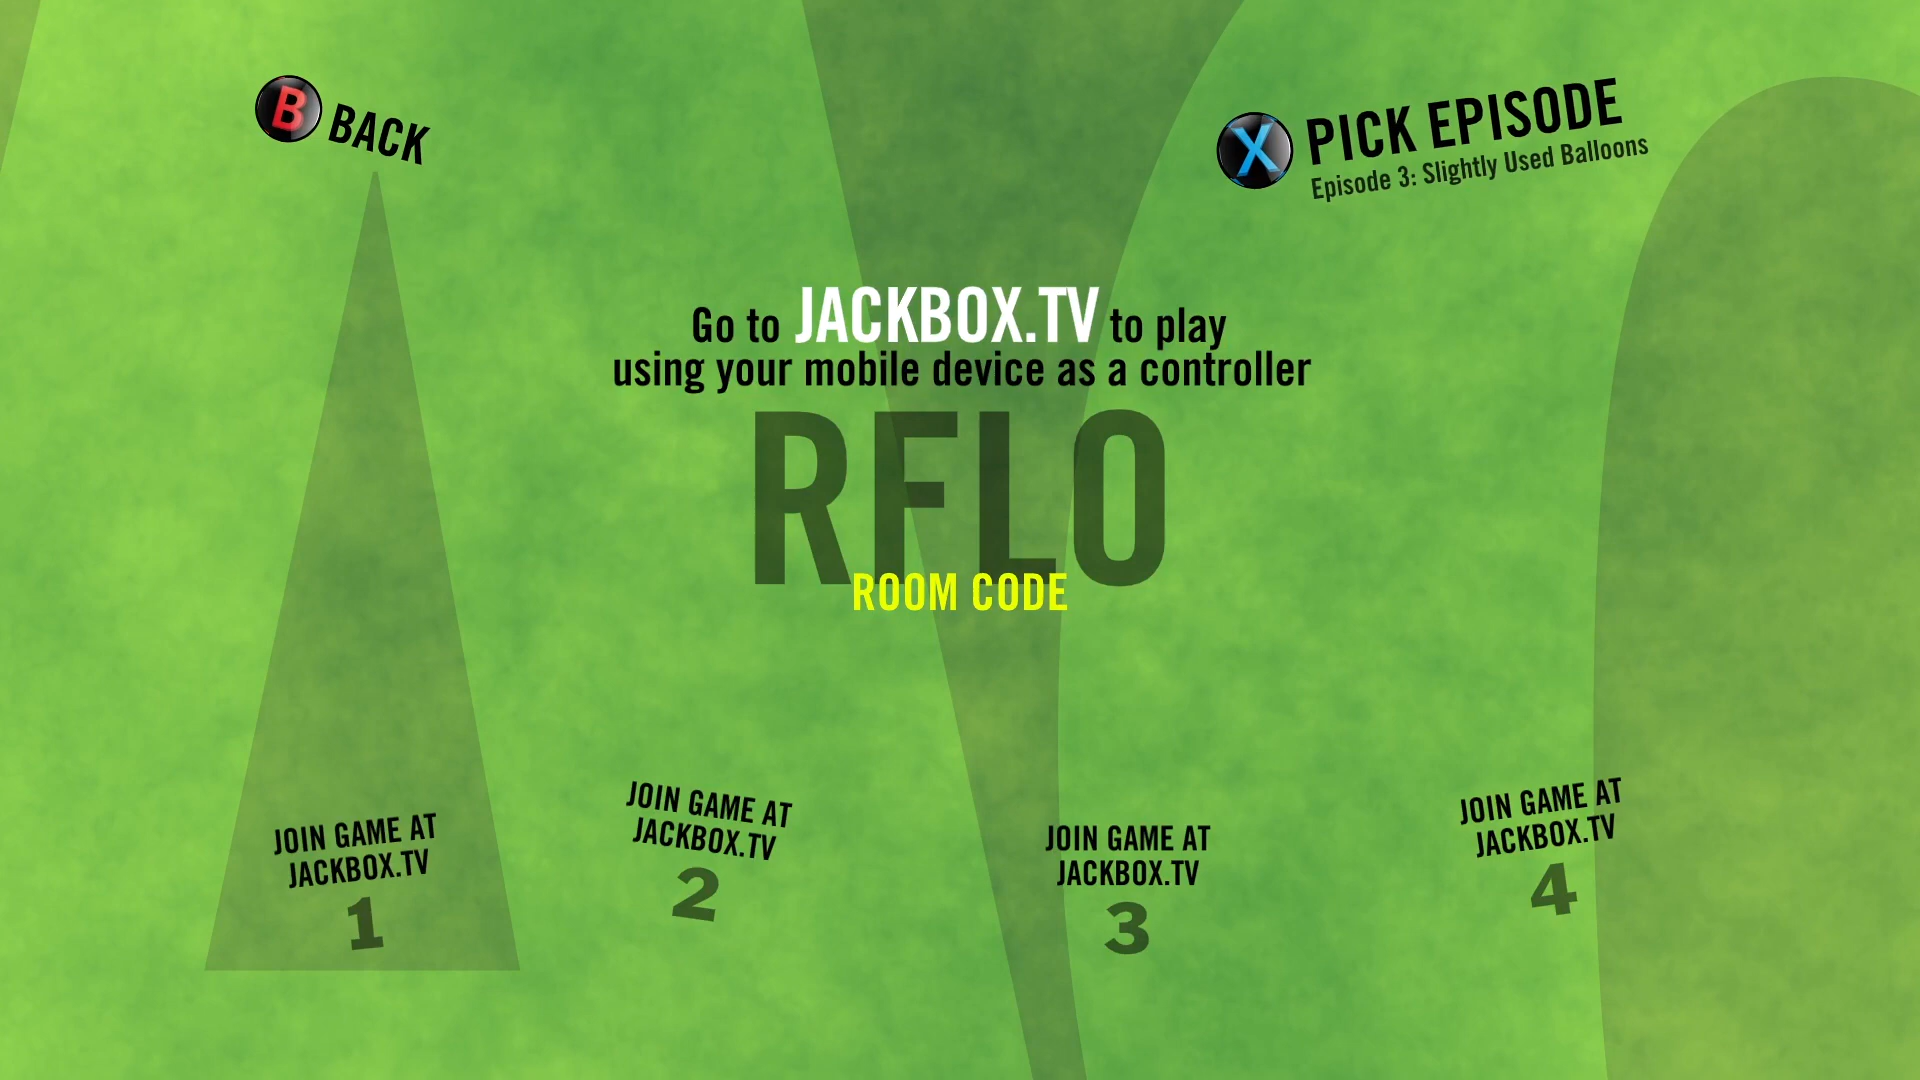 B BACK
X PICK EPISODE
Episode 3: Slightly Used Balloons
Go to JACKBOX.TV to play
using your mobile device as a controller
RFLO
ROOM CODE
JOIN GAME AT
JACKBOX.TV
1
JOIN GAME AT
JACKBOX.TV
2
JOIN GAME AT
JACKBOX.TV
3
JOIN GAME AT
JACKBOX.TV
4